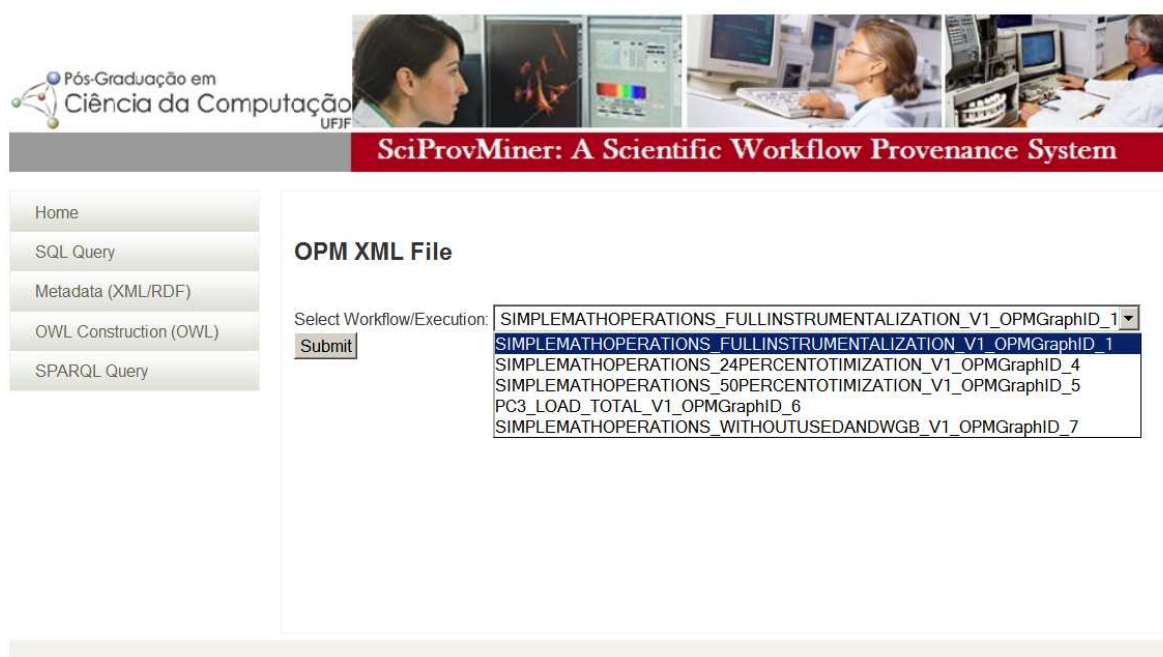 Pós-Graduação em
Ciência da Computação
UFJF
SciProvMiner: A Scientific Workflow Provenance System
Home
SQL Query
Metadata (XML/RDF)
OWL Construction (OWL)
SPARQL Query
OPM XML File
Select Workflow/Execution: SIMPLEMATHOPERATIONS_FULLINSTRUMENTALIZATION_V1_OPMGraphID_1
Submit
SIMPLEMATHOPERATIONS_FULLINSTRUMENTALIZATION_V1_OPMGraphID_1
SIMPLEMATHOPERATIONS_24PERCENTOTIMIZATION_V1_OPMGraphID_4
SIMPLEMATHOPERATIONS_50PERCENTOTIMIZATION_V1_OPMGraphID_5
PC3_LOAD_TOTAL_V1_OPMGraphID_6
SIMPLEMATHOPERATIONS_WITHOUTUSEDANDWGB_V1_OPMGraphID_7